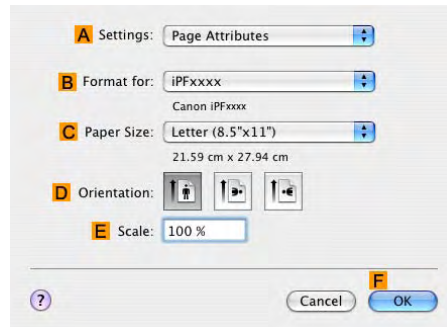 A Settings: Page Attributes
B Format for: iPFxxxx
Canon iPFxxxx
C Paper Size: Letter (8.5"x11")
21.59 cm x 27.94 cm
D Orientation:
E Scale: 100 %
F
? Cancel OK